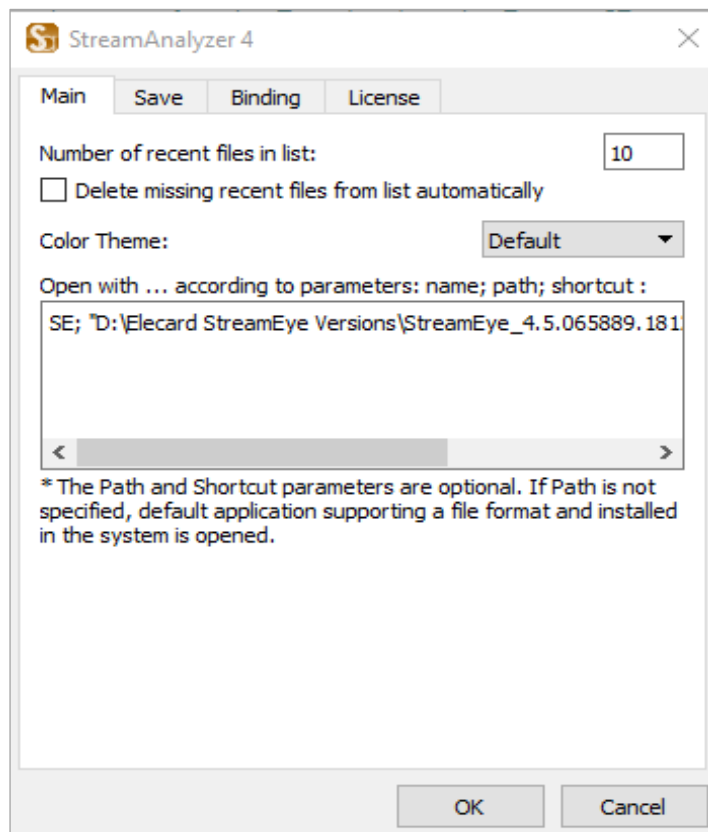 StreamAnalyzer 4
Main Save Binding License
Number of recent files in list: 10
Delete missing recent files from list automatically
Color Theme: Default
Open with ... according to parameters: name; path; shortcut :
SE; "D:\Elecard StreamEye Versions\StreamEye_4.5.065889.181
* The Path and Shortcut parameters are optional. If Path is not
specified, default application supporting a file format and installed
in the system is opened.
OK Cancel